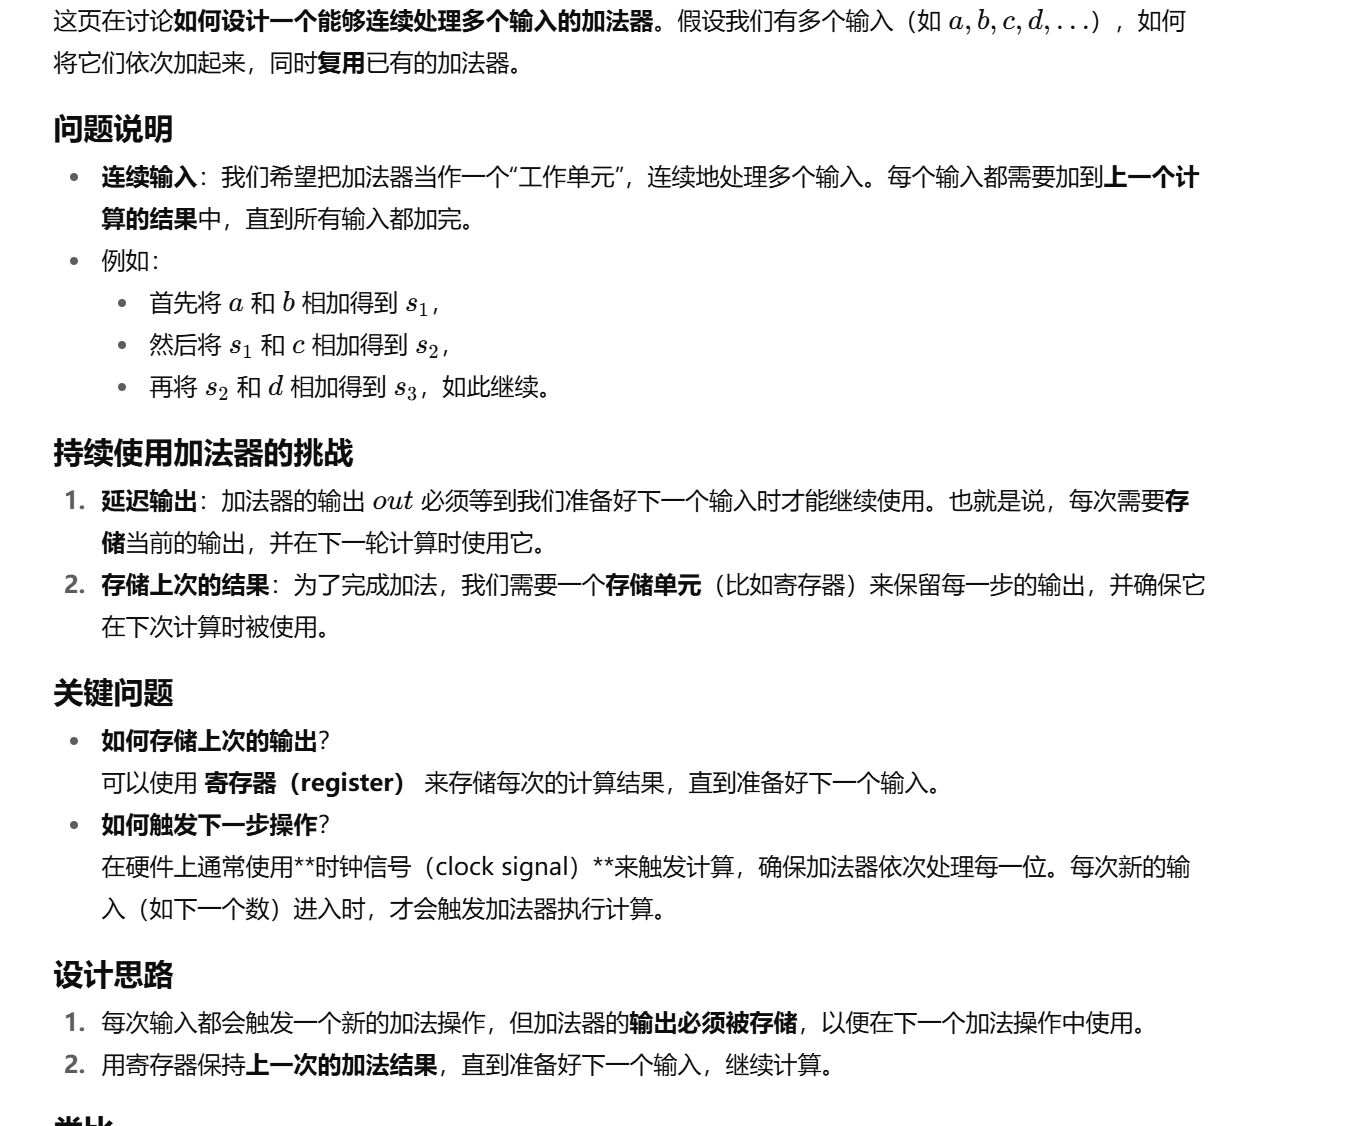 这页在讨论如何设计一个能够连续处理多个输入的加法器。假设我们有多个输入（如 a, b, c, d, …），如何
将它们依次加起来，同时复用已有的加法器。
问题说明
• 连续输入：我们希望把加法器当作一个“工作单元”，连续地处理多个输入。每个输入都需要加到上一个计
算的结果中，直到所有输入都加完。
• 例如：
• 首先将 a 和 b 相加得到 s₁，
• 然后将 s₁ 和 c 相加得到 s₂，
• 再将 s₂ 和 d 相加得到 s₃，如此继续。
持续使用加法器的挑战
1. 延迟输出：加法器的输出 out 必须等到我们准备好下一个输入时才能继续使用。也就是说，每次需要存
储当前的输出，并在下一轮计算时使用它。
2. 存储上次的结果：为了完成加法，我们需要一个存储单元（比如寄存器）来保留每一步的输出，并确保它
在下次计算时被使用。
关键问题
• 如何存储上次的输出？
可以使用 寄存器（register） 来存储每次的计算结果，直到准备好下一个输入。
• 如何触发下一步操作？
在硬件上通常使用**时钟信号（clock signal）**来触发计算，确保加法器依次处理每一位。每次新的输
入（如下一个数）进入时，才会触发加法器执行计算。
设计思路
1. 每次输入都会触发一个新的加法操作，但加法器的输出必须被存储，以便在下一个加法操作中使用。
2. 用寄存器保持上一次的加法结果，直到准备好下一个输入，继续计算。